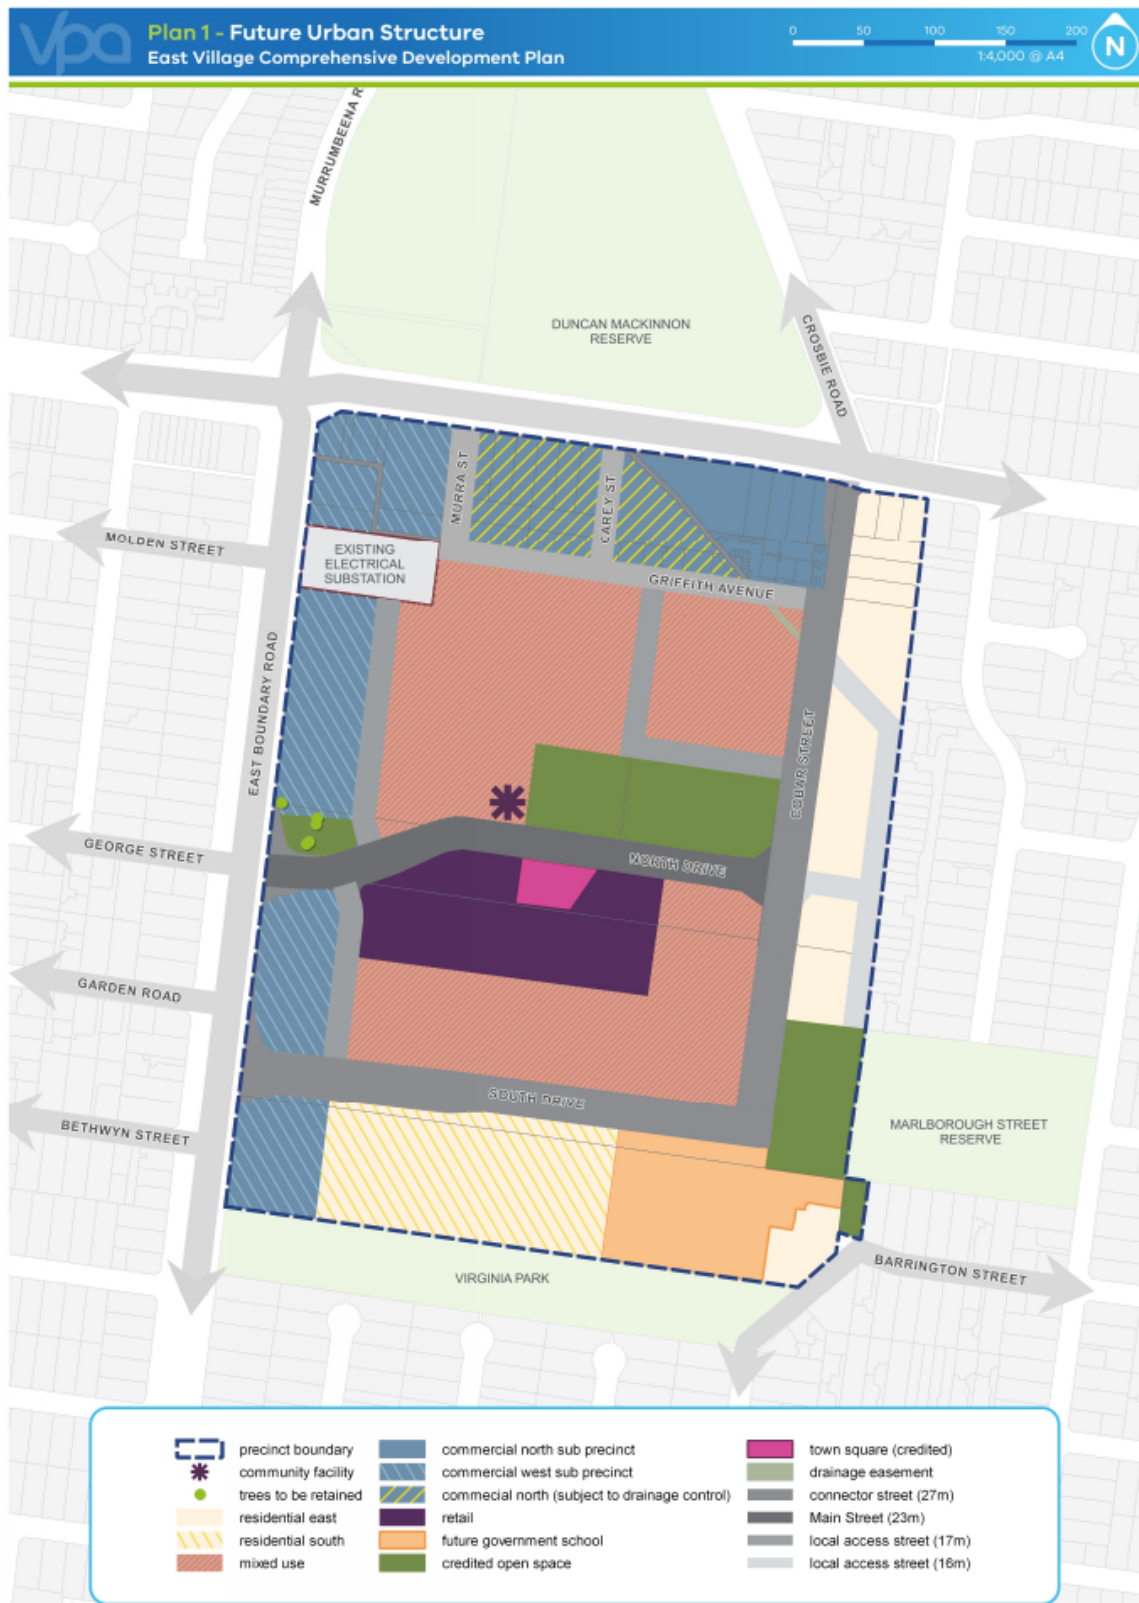 vpa
Plan 1 - Future Urban Structure
East Village Comprehensive Development Plan
0 50 100 150 200
1:4,000 @ A4
N
MURRUMBEENA R
DUNCAN MACKINNON
RESERVE
CROSBIE ROAD
MURRA ST
CAREY ST
MOLDEN STREET
EXISTING
ELECTRICAL
SUBSTATION
GRIFFITH AVENUE
EAST BOUNDARY ROAD
COBAR STREET
GEORGE STREET
NORTH DRIVE
GARDEN ROAD
SOUTH DRIVE
BETHWYN STREET
MARLBOROUGH STREET
RESERVE
VIRGINIA PARK
BARRINGTON STREET
precinct boundary
community facility
trees to be retained
residential east
residential south
mixed use
commercial north sub precinct
commercial west sub precinct
commecial north (subject to drainage control)
retail
future government school
credited open space
town square (credited)
drainage easement
connector street (27m)
Main Street (23m)
local access street (17m)
local access street (16m)